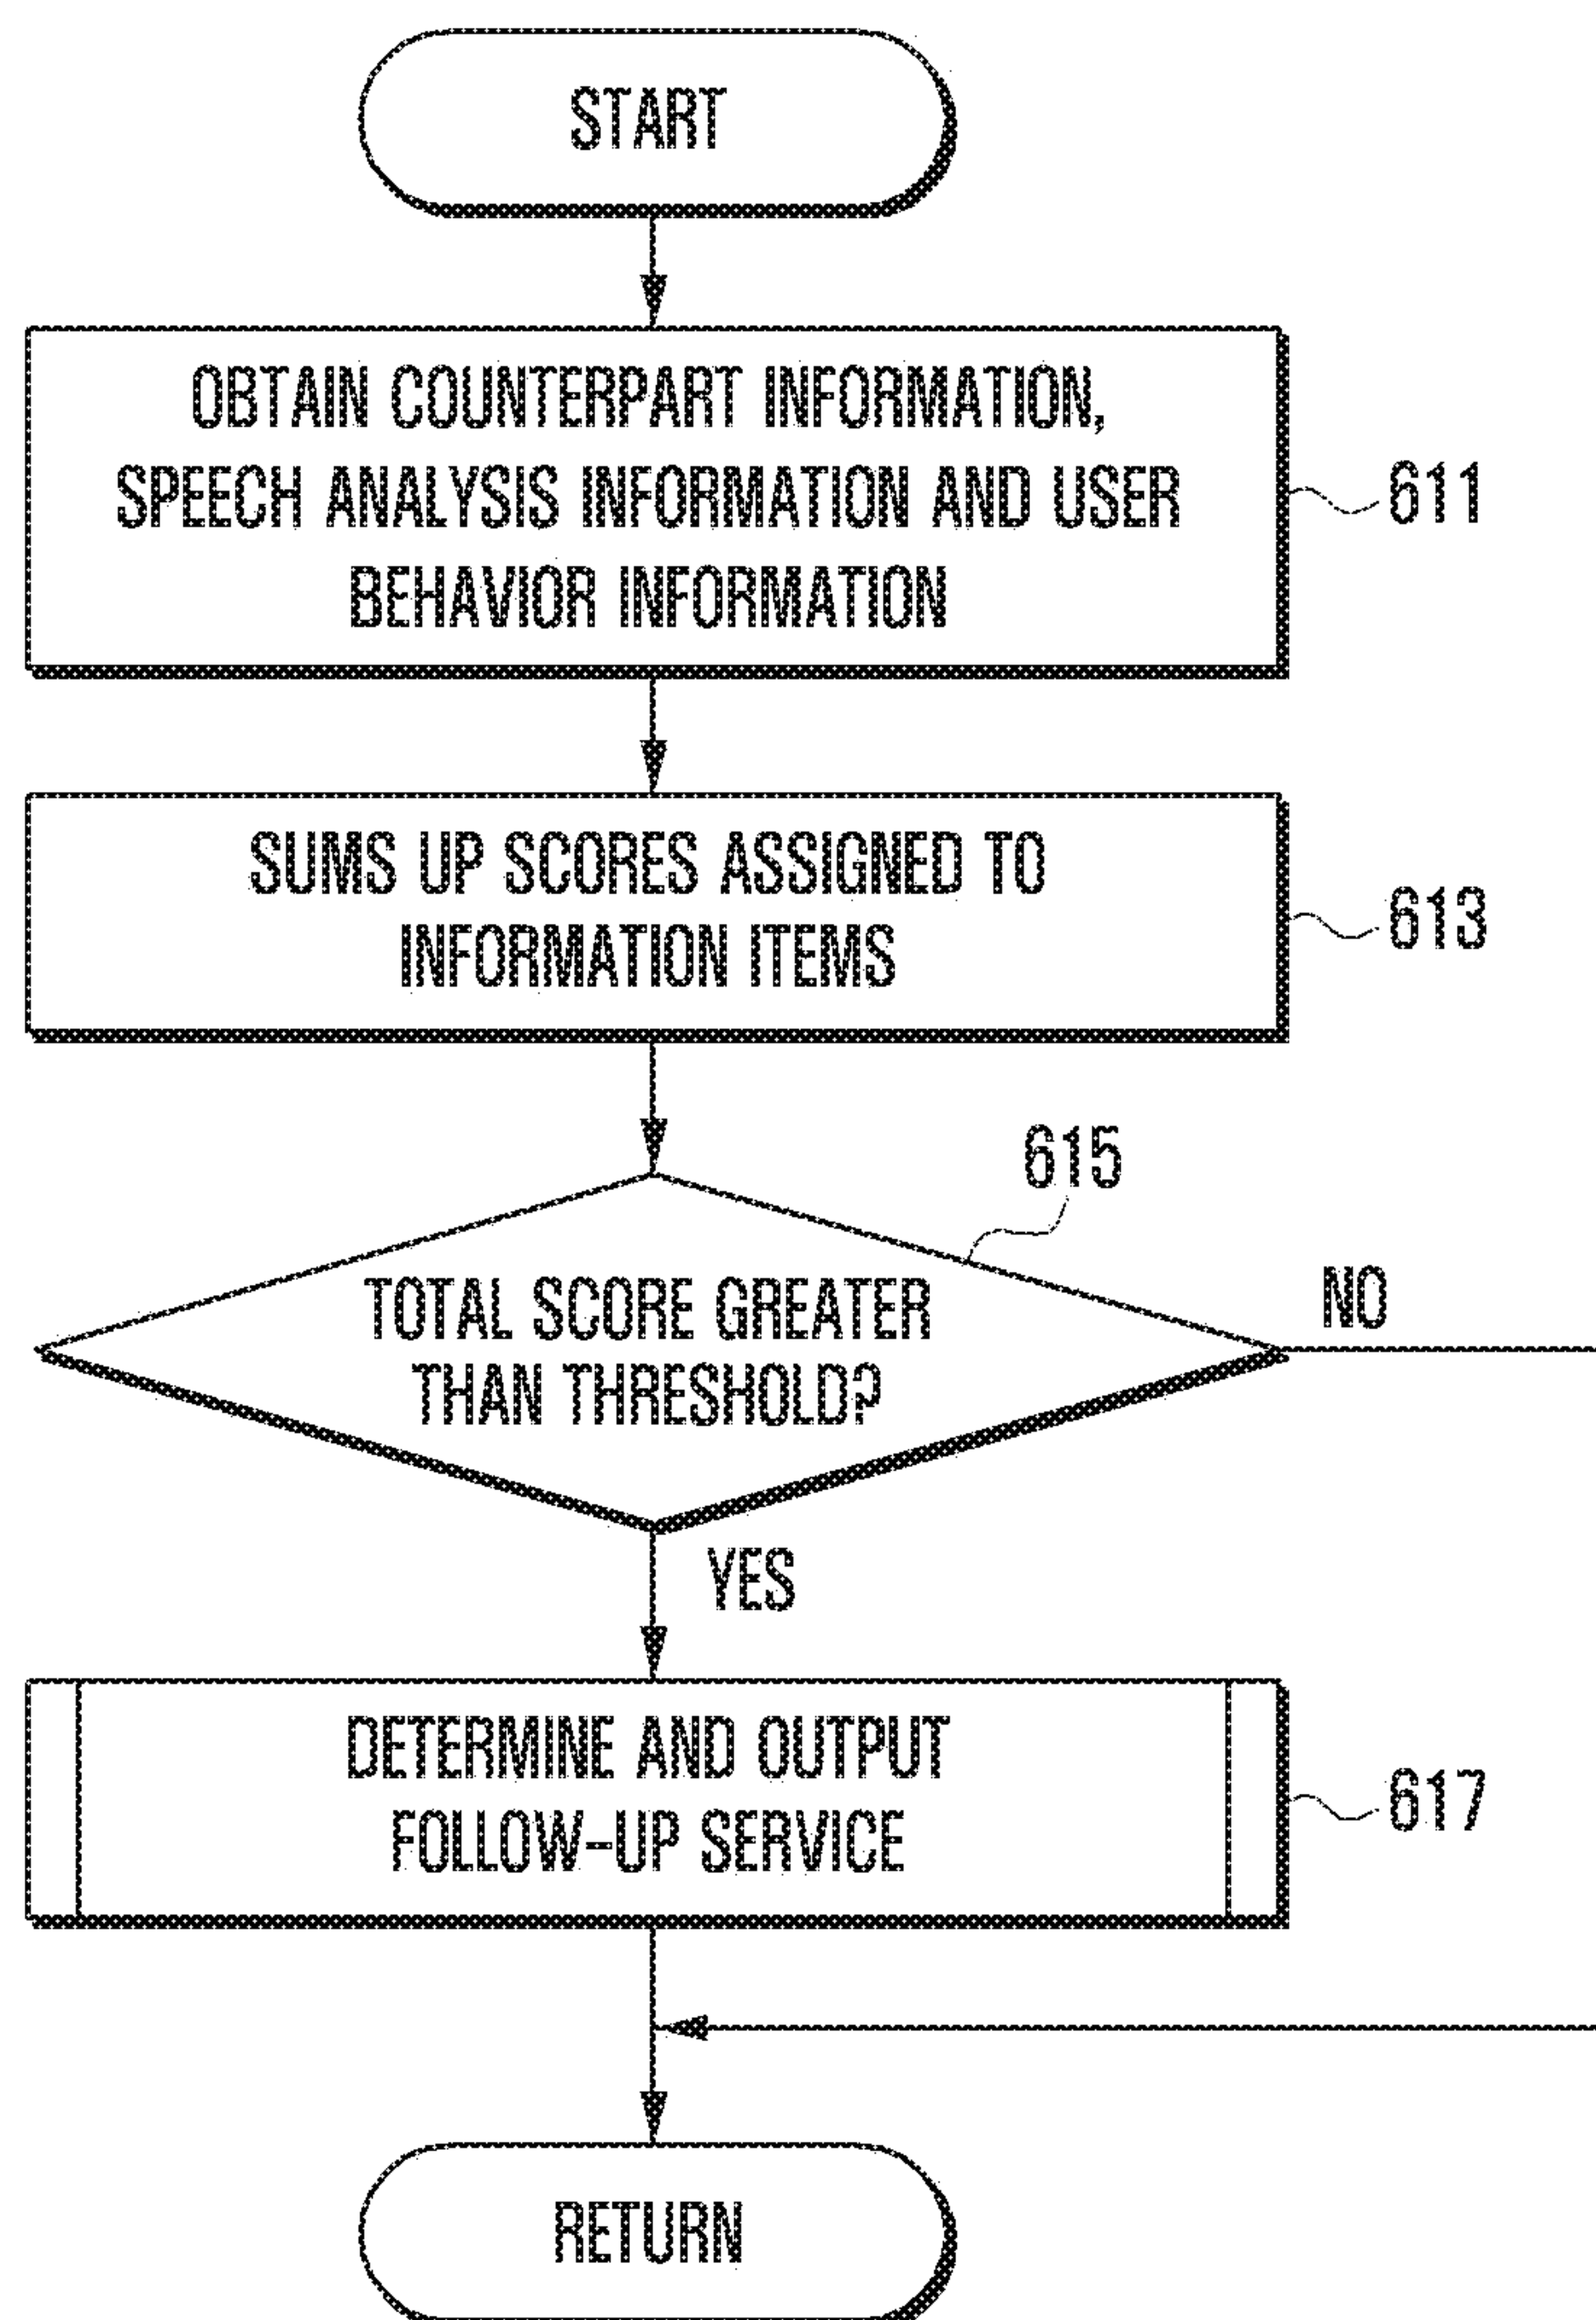 START
OBTAIN COUNTERPART INFORMATION,
SPEECH ANALYSIS INFORMATION AND USER
BEHAVIOR INFORMATION
611
SUMS UP SCORES ASSIGNED TO
INFORMATION ITEMS
613
615
TOTAL SCORE GREATER
THAN THRESHOLD?
NO
YES
DETERMINE AND OUTPUT
FOLLOW-UP SERVICE
617
RETURN